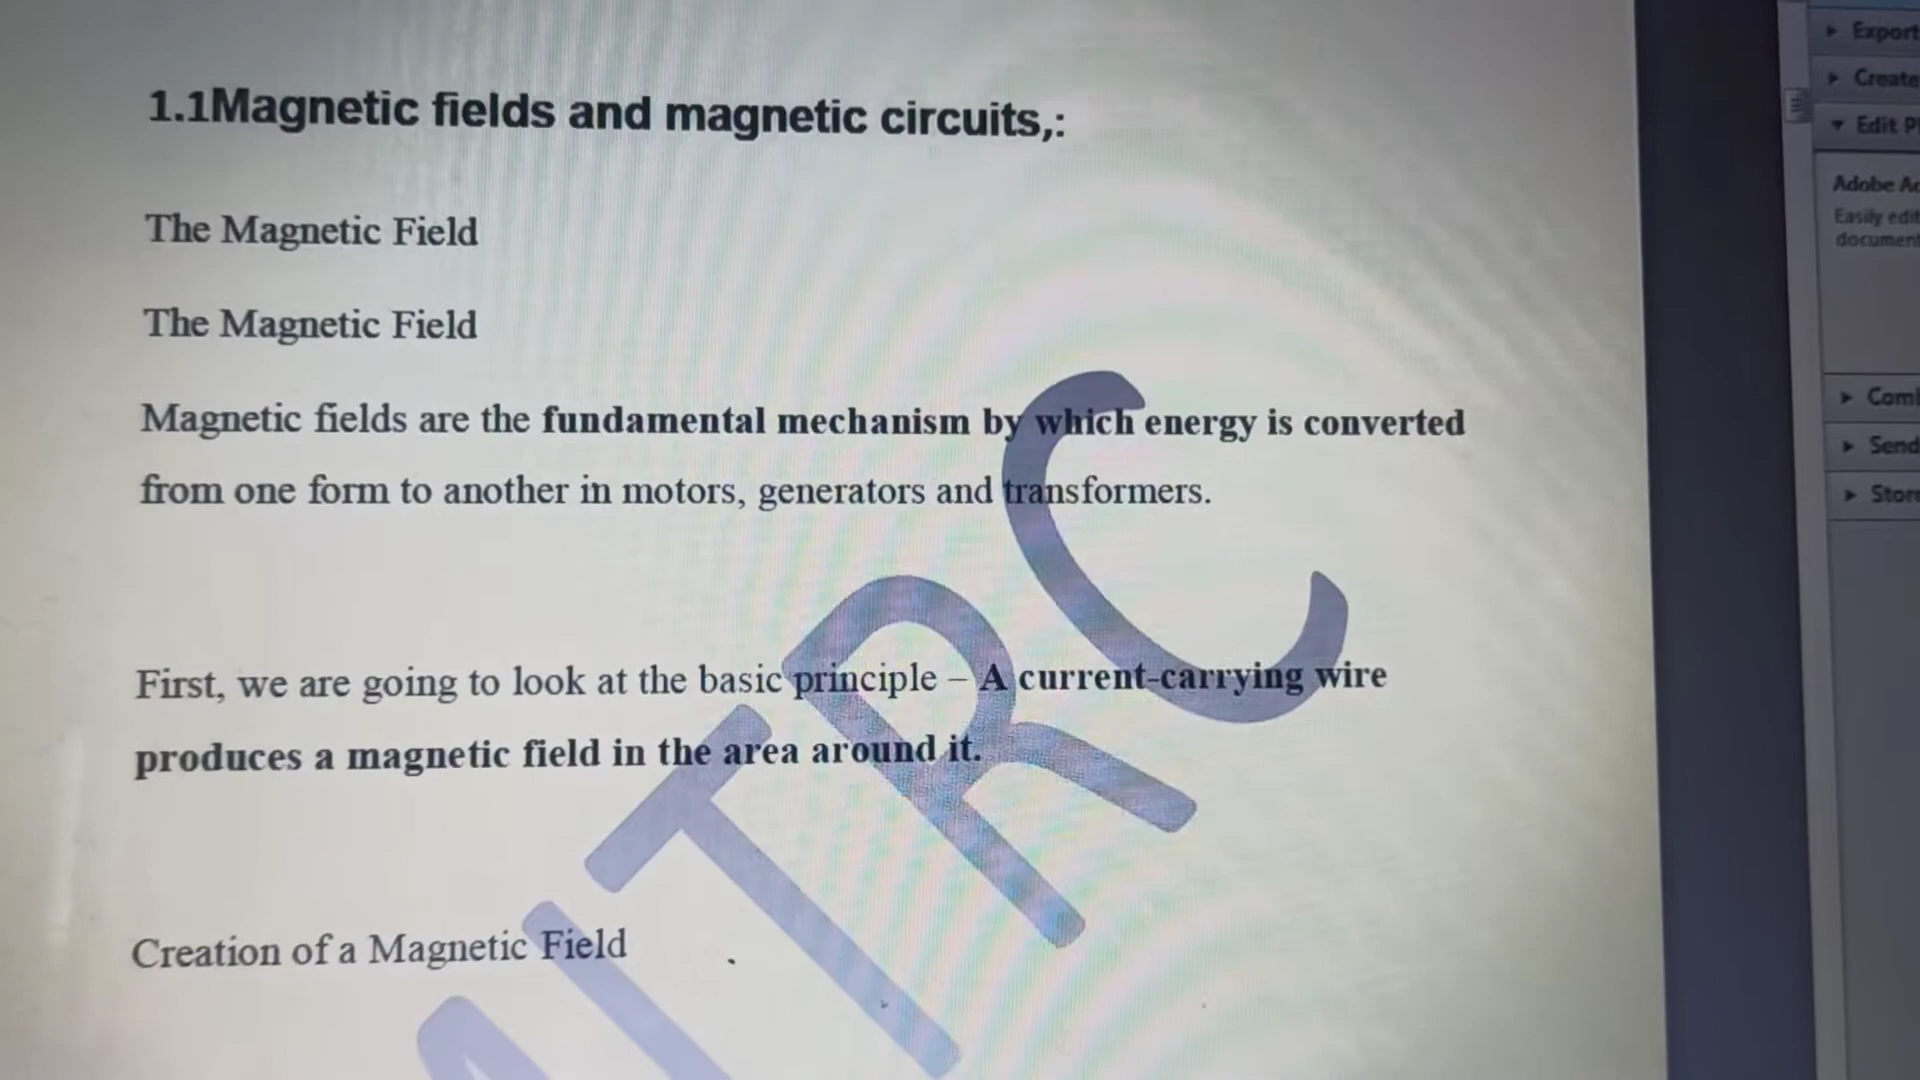 1.1Magnetic fields and magnetic circuits,:
The Magnetic Field
The Magnetic Field
Magnetic fields are the fundamental mechanism by which energy is converted
from one form to another in motors, generators and transformers.
First, we are going to look at the basic principle – A current-carrying wire
produces a magnetic field in the area around it.
Creation of a Magnetic Field
TRC
Export
Create
Edit P
Adobe Ac
Easily edit
document
Send
Store